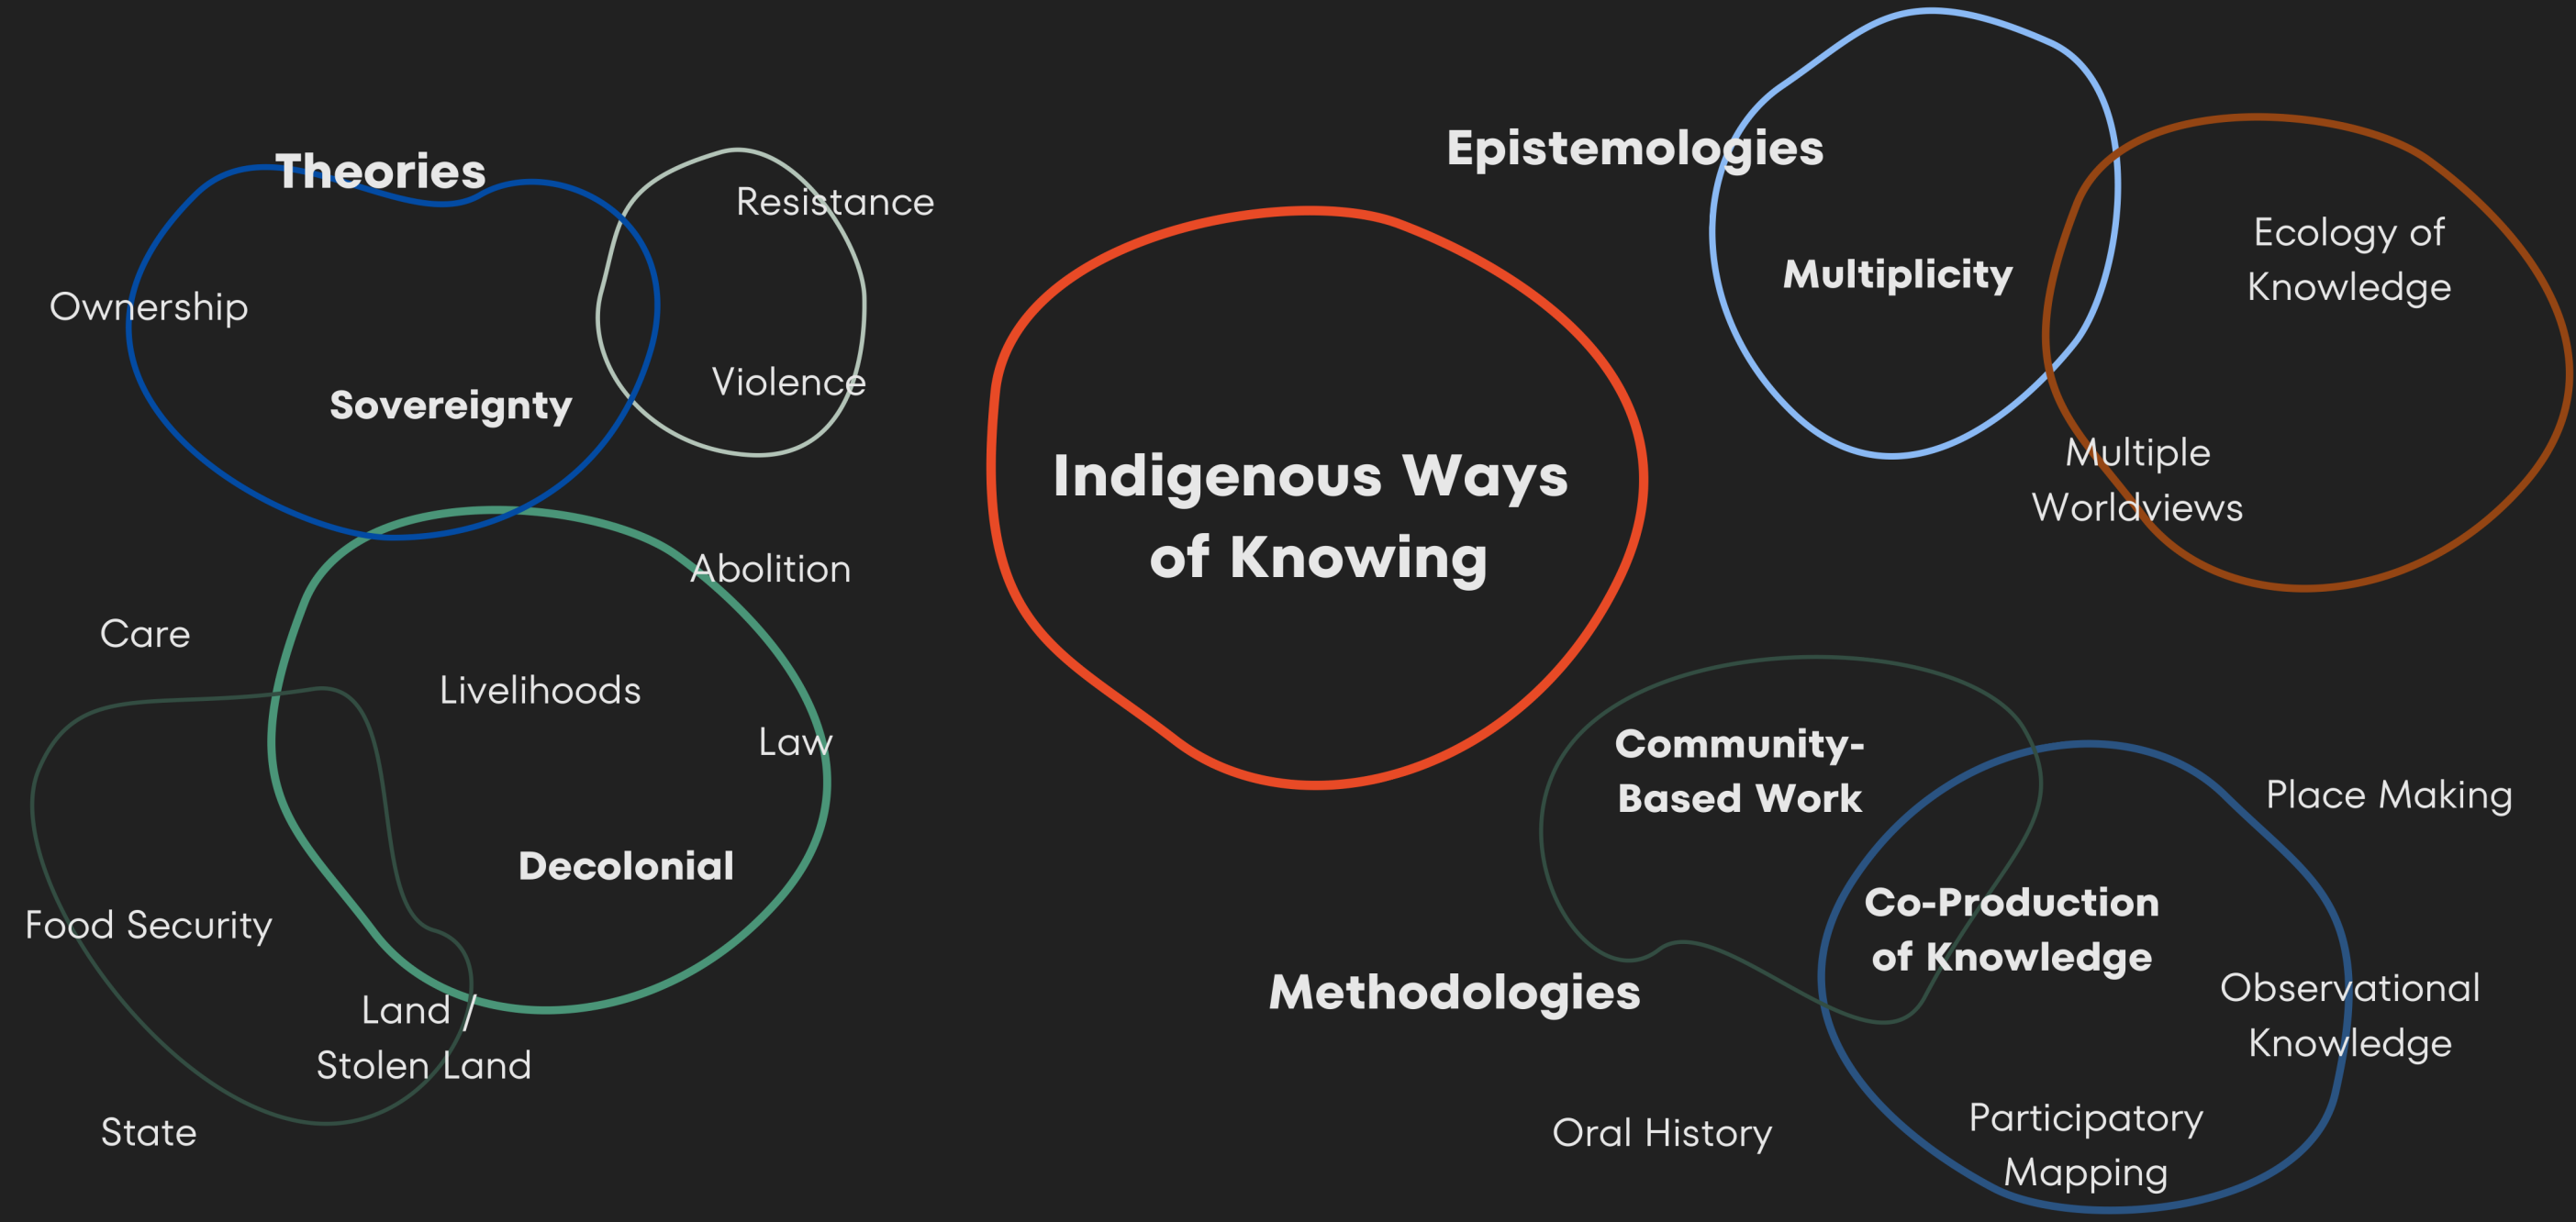 Theories
Resistance
Ownership
Violence
Sovereignty
Abolition
Care
Livelihoods
Law
Decolonial
Food Security
Land /
Stolen Land
State
Indigenous Ways
of Knowing
Epistemologies
Multiplicity
Ecology of
Knowledge
Multiple
Worldviews
Community-
Based Work
Place Making
Co-Production
of Knowledge
Methodologies
Observational
Knowledge
Oral History
Participatory
Mapping